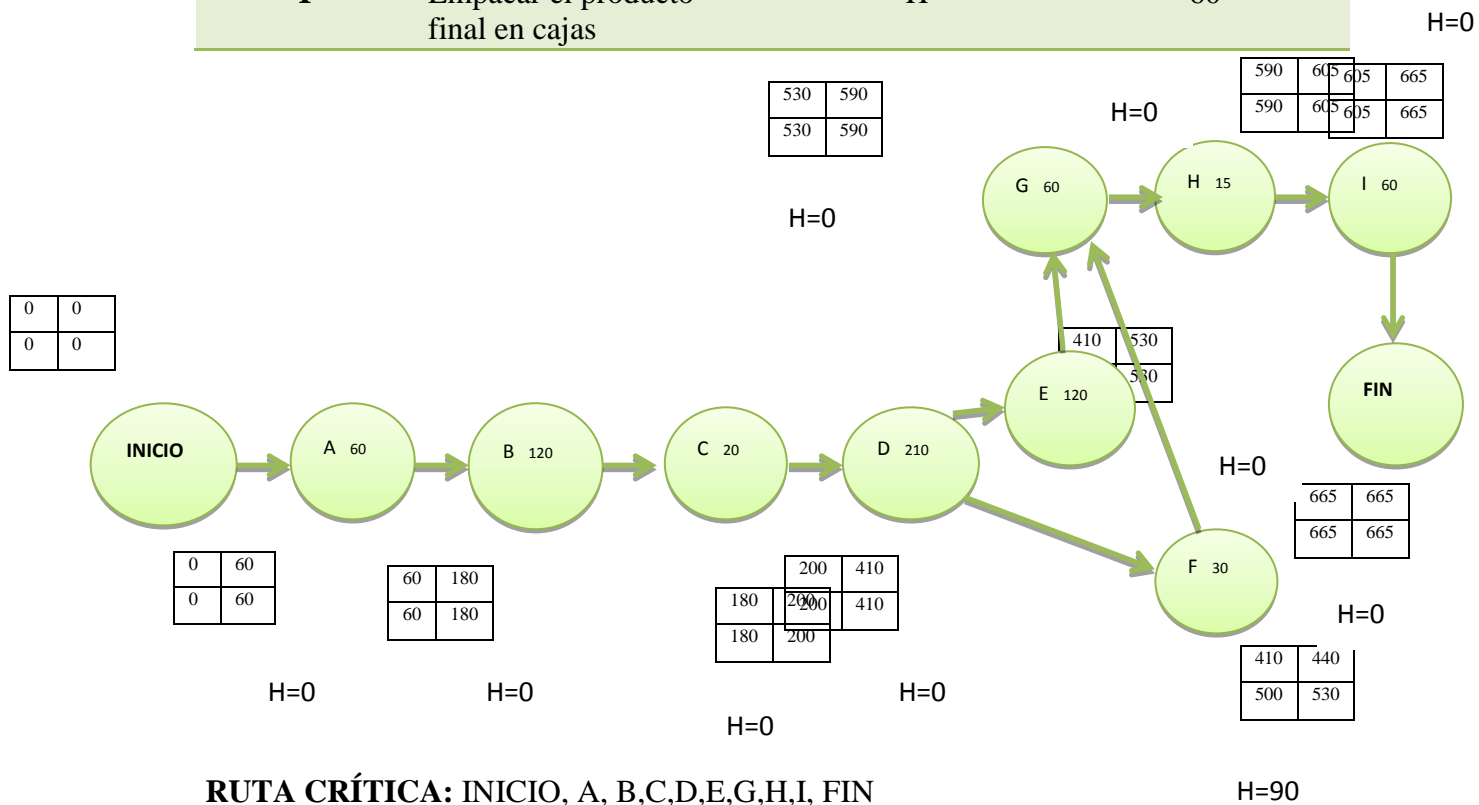 final en cajas
H=0
590 605 605 665
590 605 605 665
530 590
530 590
H=0
H=0
G 60
H 15
I 60
0 0
0 0
410 530
530
E 120
FIN
INICIO
A 60
B 120
C 20
D 210
H=0
665 665
665 665
F 30
0 60
0 60
60 180
60 180
180 200
180 200
200 410
200 410
H=0
410 440
500 530
H=0
H=0
H=0
H=0
H=90
RUTA CRÍTICA: INICIO, A, B,C,D,E,G,H,I, FIN